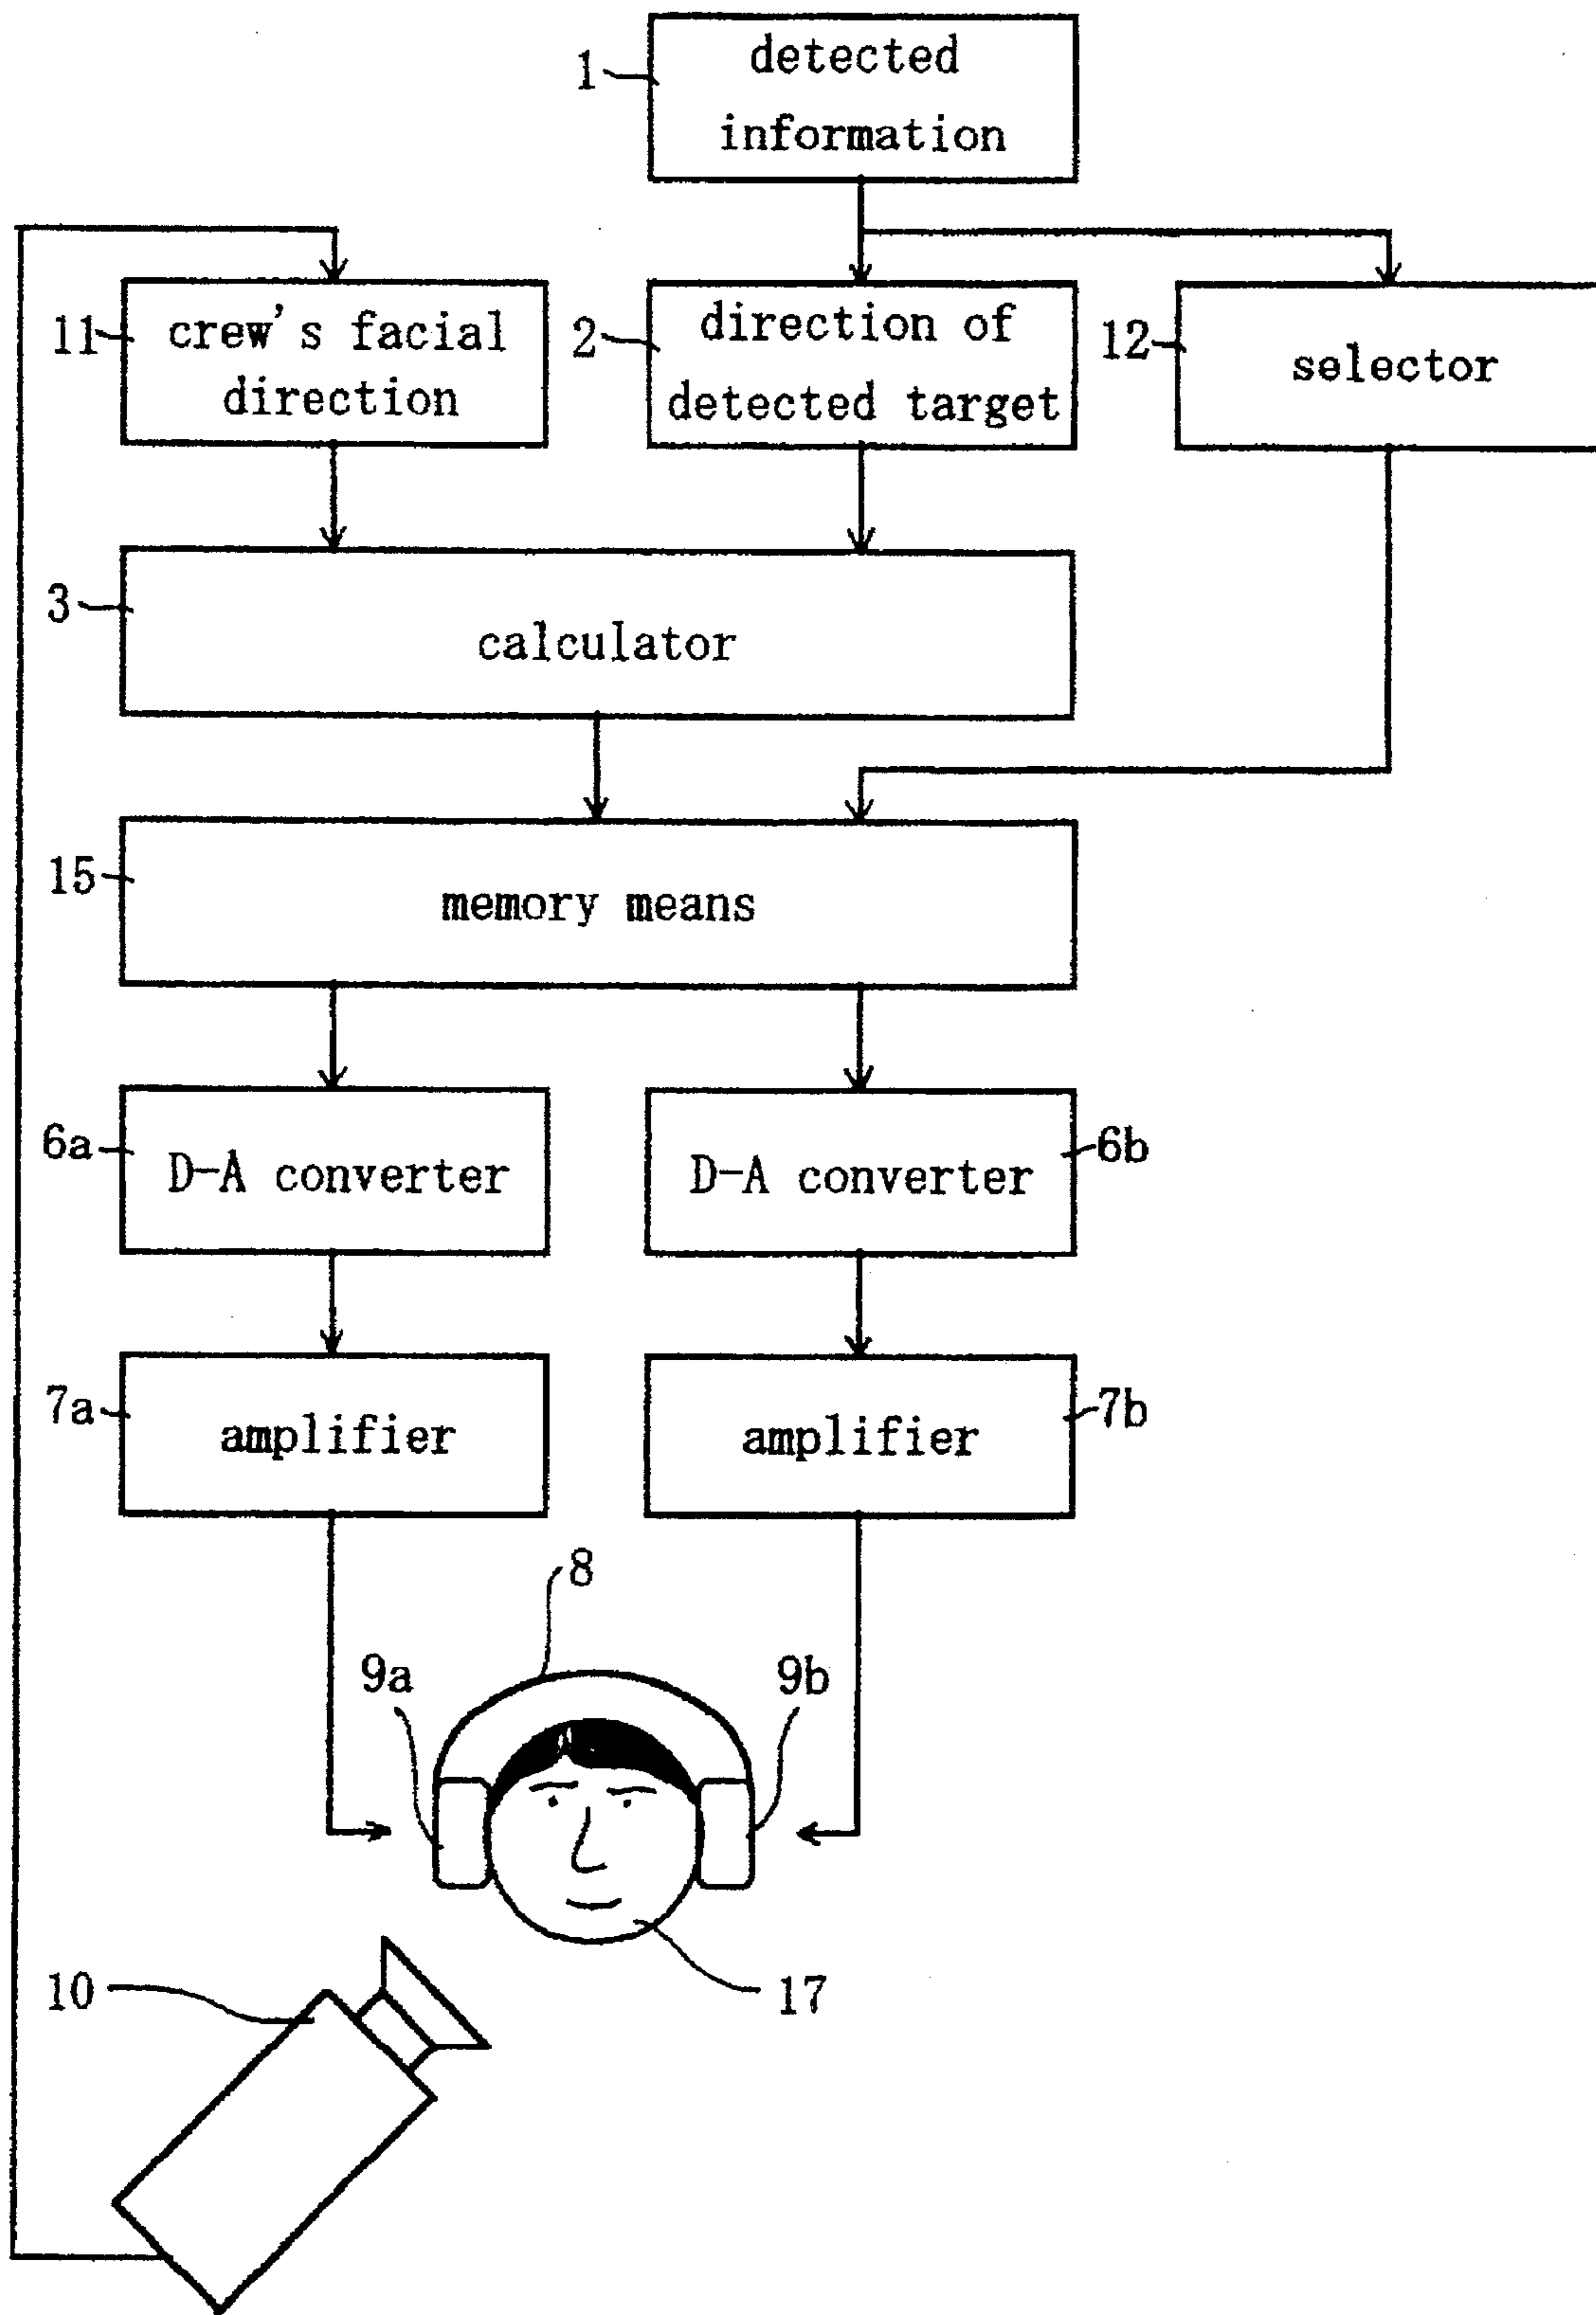 detected
1
information
11
crew's facial
direction
2
direction of
detected target
12
selector
3
calculator
15
memory means
6a
D-A converter
D-A converter
6b
7a
amplifier
amplifier
7b
8
9a
9b
10
17